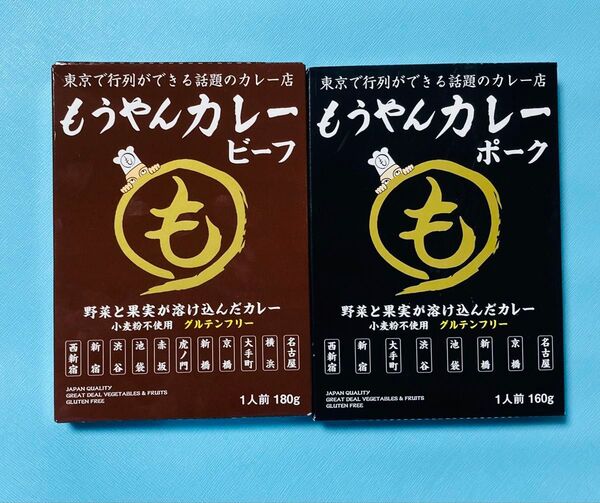 東京で行列ができる話題のカレー店
もうやんカレー
ビーフ
も
も
野菜と果実が溶け込んだカレー
小麦粉不使用 グルテンフリー
西新宿 新宿 渋谷 池袋 赤坂 虎ノ門 新橋 京橋 大手町 横浜 名古屋
JAPAN QUALITY
GREAT DEAL VEGETABLES & FRUITS
GLUTEN FREE
1人前 180g
東京で行列ができる話題のカレー店
もうやんカレー
ポーク
も
も
野菜と果実が溶け込んだカレー
小麦粉不使用 グルテンフリー
西新宿 新宿 大手町 渋谷 池袋 新橋 京橋 名古屋
JAPAN QUALITY
GREAT DEAL VEGETABLES & FRUITS
GLUTEN FREE
1人前 160g